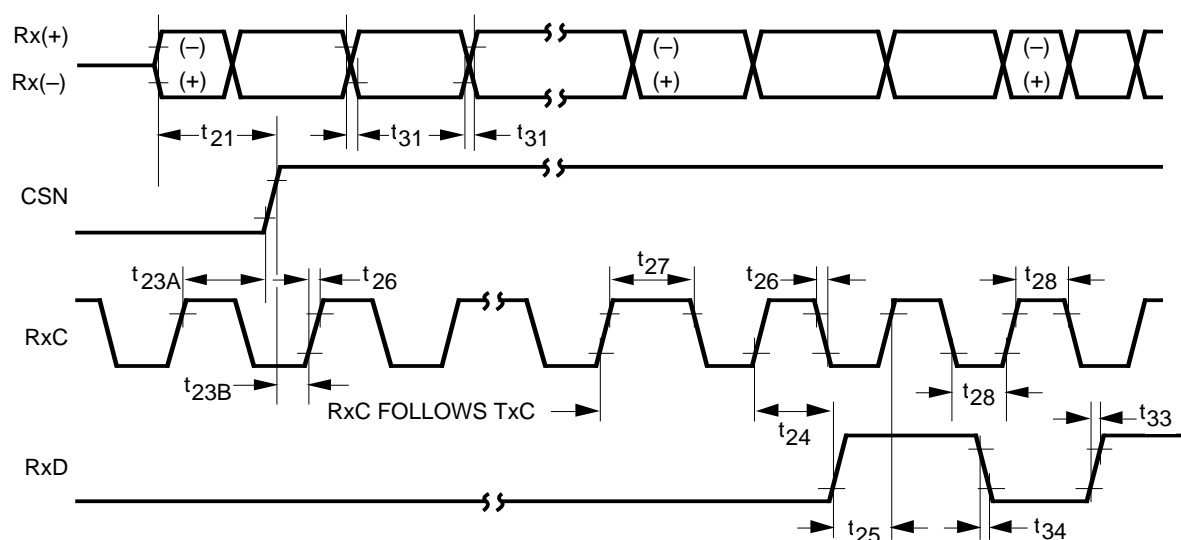 Rx(+)
Rx(–)
(–) (–) (–)
(+) (+) (+)
t21 t31 t31
CSN
t23A t26 t27 t26 t28
RxC
t23B t28
RxC FOLLOWS TxC
t24 t33
RxD
t25 t34